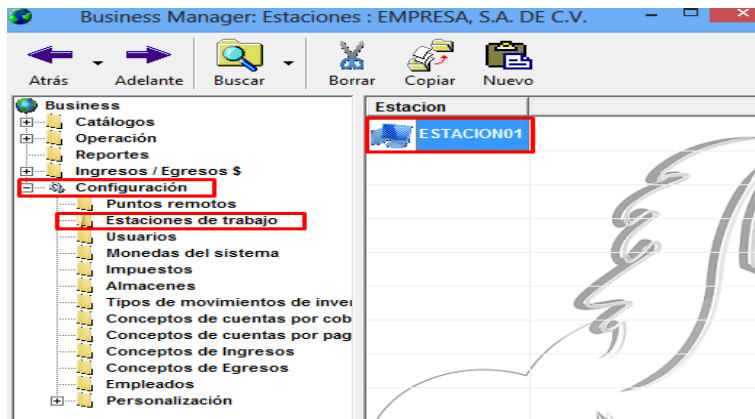 Business Manager: Estaciones : EMPRESA, S.A. DE C.V.
Atrás Adelante Buscar Borrar Copiar Nuevo
Business
Catálogos
Operación
Reportes
Ingresos / Egresos $
Configuración
Puntos remotos
Estaciones de trabajo
Usuarios
Monedas del sistema
Impuestos
Almacenes
Tipos de movimientos de inve
Conceptos de cuentas por cob
Conceptos de cuentas por pag
Conceptos de Ingresos
Conceptos de Egresos
Empleados
Personalización
Estacion
ESTACION01